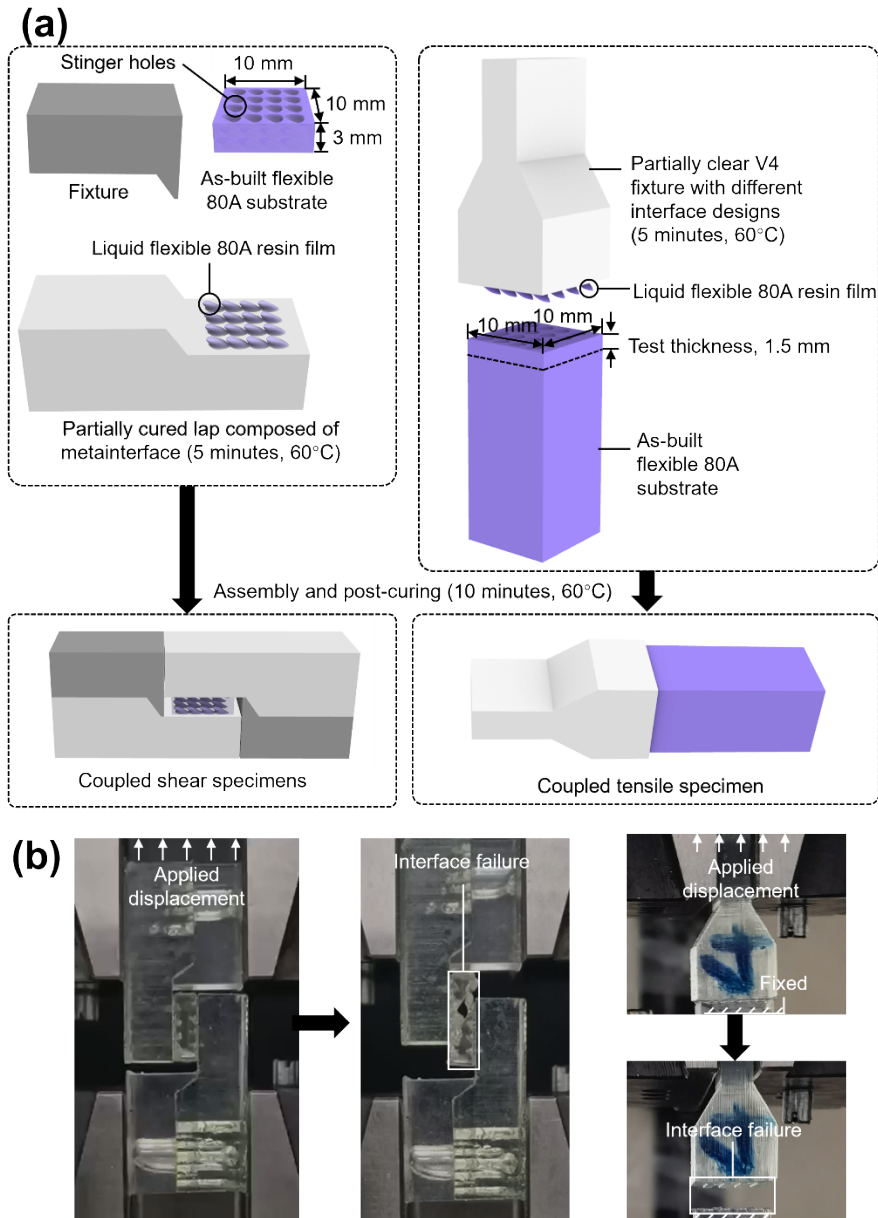 (a)
Stinger holes
10 mm
10 mm
3 mm
Fixture
As-built flexible
80A substrate
Liquid flexible 80A resin film
Partially cured lap composed of
metainterface (5 minutes, 60°C)
Partially clear V4
fixture with different
interface designs
(5 minutes, 60°C)
Liquid flexible 80A resin film
10 mm
10 mm
Test thickness, 1.5 mm
As-built
flexible 80A
substrate
Assembly and post-curing (10 minutes, 60°C)
Coupled shear specimens
Coupled tensile specimen
(b)
Applied
displacement
Interface failure
Applied
displacement
Fixed
Interface failure